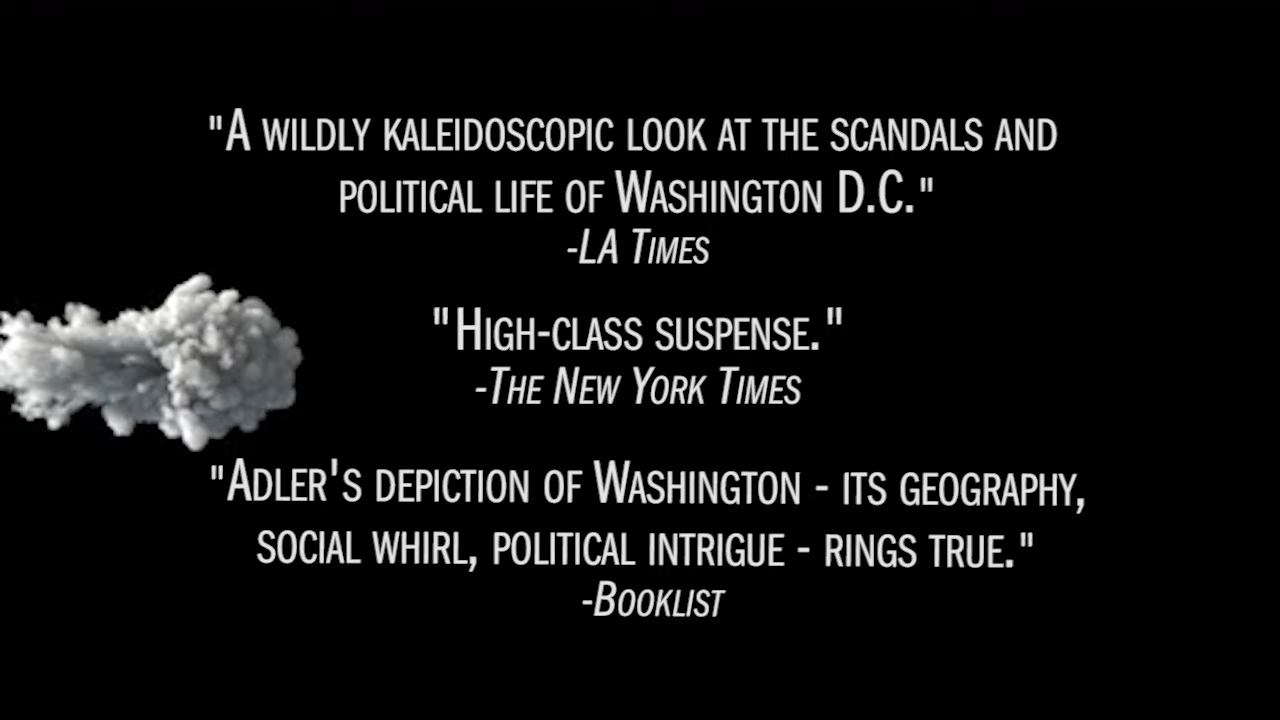 "A WILDLY KALEIDOSCOPIC LOOK AT THE SCANDALS AND
POLITICAL LIFE OF WASHINGTON D.C."
-LA TIMES
"HIGH-CLASS SUSPENSE."
-THE NEW YORK TIMES
"ADLER'S DEPICTION OF WASHINGTON - ITS GEOGRAPHY,
SOCIAL WHIRL, POLITICAL INTRIGUE - RINGS TRUE."
-BOOKLIST